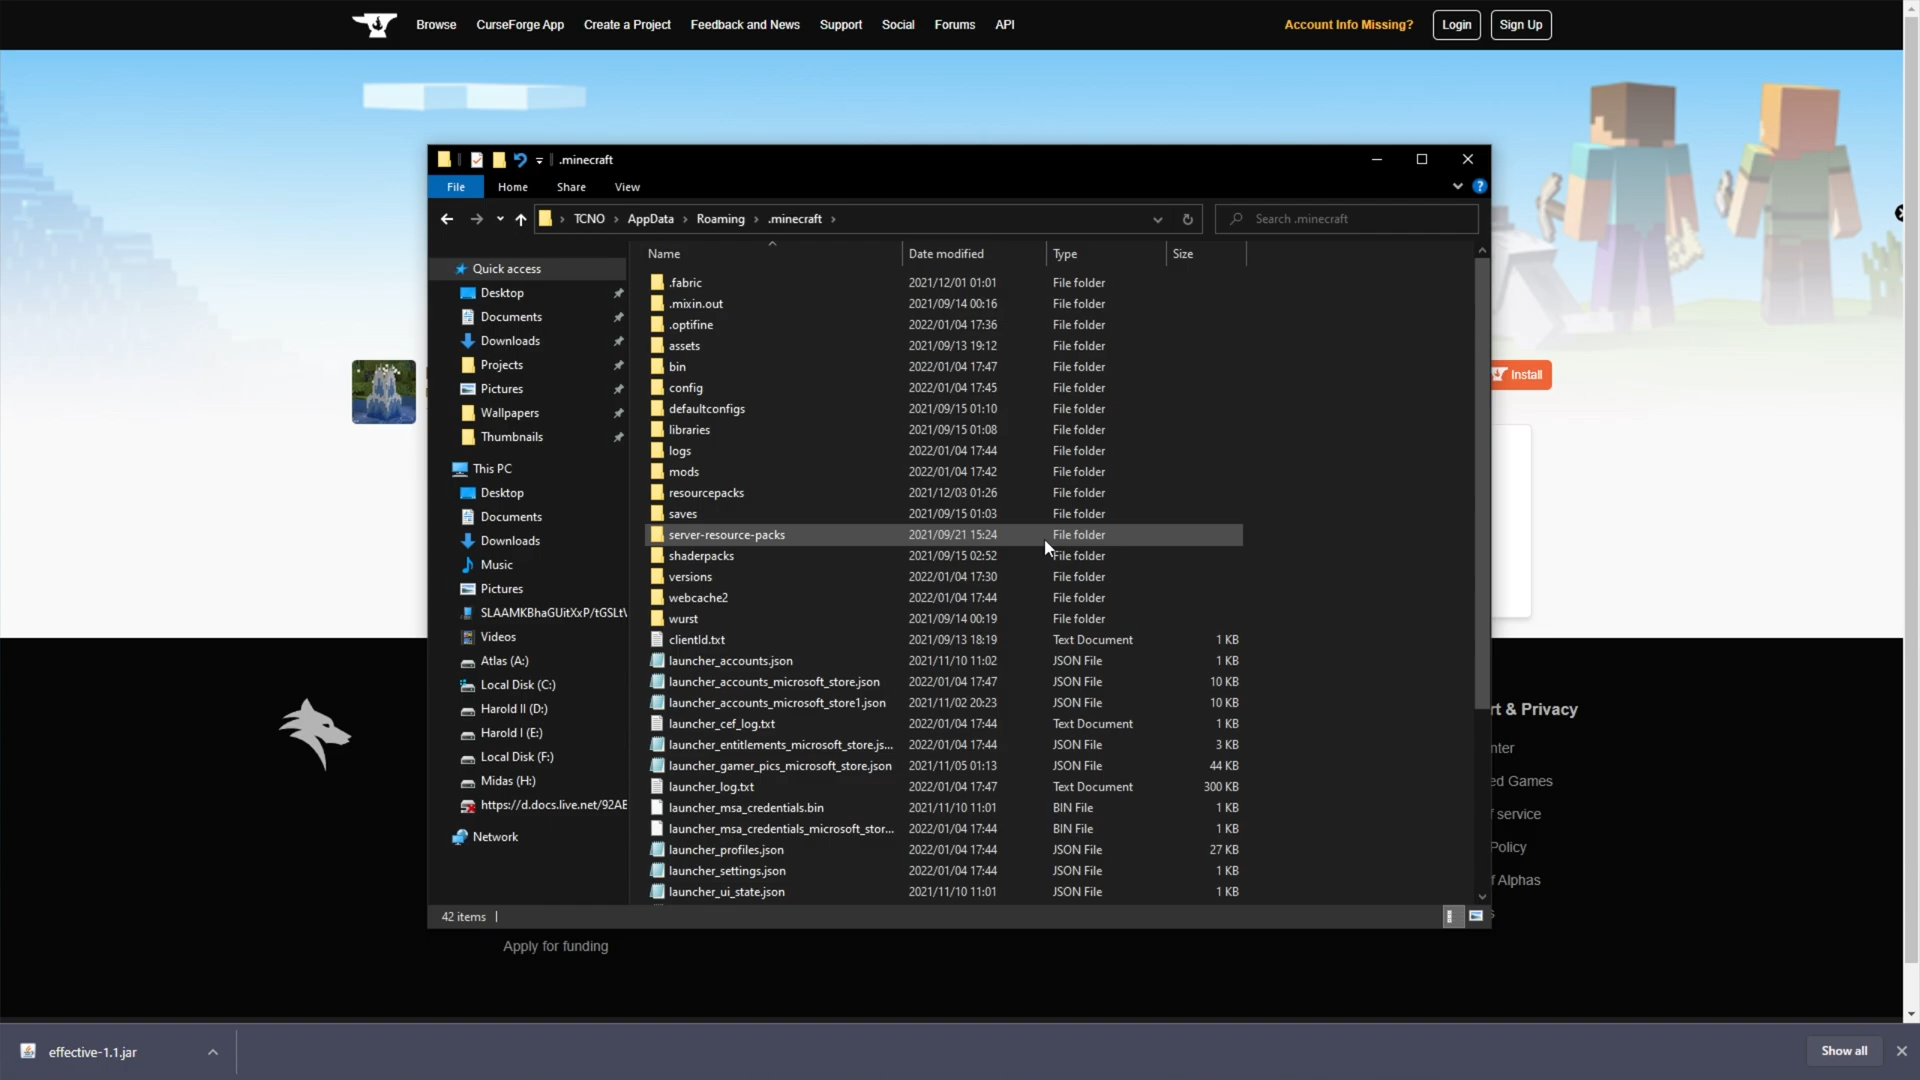 Browse CurseForge App Create a Project Feedback and News Support Social Forums API Account Info Missing? Login Sign Up
.minecraft
File Home Share View
TCNO AppData Roaming .minecraft Search .minecraft
Name Date modified Type Size
Quick access
Desktop
Documents
Downloads
Projects
Pictures
Wallpapers
Thumbnails
This PC
Desktop
Documents
Downloads
Music
Pictures
SLAAMKBhaGUitXxP/tGSLt\
Videos
Atlas (A:)
Local Disk (C:)
Harold II (D:)
Harold I (E:)
Local Disk (F:)
Midas (H:)
https://d.docs.live.net/92AE
Network
.fabric 2021/12/01 01:01 File folder
.mixin.out 2021/09/14 00:16 File folder
.optifine 2022/01/04 17:36 File folder
assets 2021/09/13 19:12 File folder
bin 2022/01/04 17:47 File folder
config 2022/01/04 17:45 File folder
defaultconfigs 2021/09/15 01:10 File folder
libraries 2021/09/15 01:08 File folder
logs 2022/01/04 17:44 File folder
mods 2022/01/04 17:42 File folder
resourcepacks 2021/12/03 01:26 File folder
saves 2021/09/15 01:03 File folder
server-resource-packs 2021/09/21 15:24 File folder
shaderpacks 2021/09/15 02:52 File folder
versions 2022/01/04 17:30 File folder
webcache2 2022/01/04 17:44 File folder
wurst 2021/09/14 00:19 File folder
clientId.txt 2021/09/13 18:19 Text Document 1 KB
launcher_accounts.json 2021/11/10 11:02 JSON File 1 KB
launcher_accounts_microsoft_store.json 2022/01/04 17:47 JSON File 10 KB
launcher_accounts_microsoft_store1.json 2021/11/02 20:23 JSON File 10 KB
launcher_cef_log.txt 2022/01/04 17:44 Text Document 1 KB
launcher_entitlements_microsoft_store.js... 2022/01/04 17:44 JSON File 3 KB
launcher_gamer_pics_microsoft_store.json 2021/11/05 01:13 JSON File 44 KB
launcher_log.txt 2022/01/04 17:47 Text Document 300 KB
launcher_msa_credentials.bin 2021/11/10 11:01 BIN File 1 KB
launcher_msa_credentials_microsoft_stor... 2022/01/04 17:44 BIN File 1 KB
launcher_profiles.json 2022/01/04 17:44 JSON File 27 KB
launcher_settings.json 2022/01/04 17:44 JSON File 1 KB
launcher_ui_state.json 2021/11/10 11:01 JSON File 1 KB
42 items
Install
rt & Privacy
nter
ed Games
f service
Policy
f Alphas
s
Apply for funding
effective-1.1.jar Show all